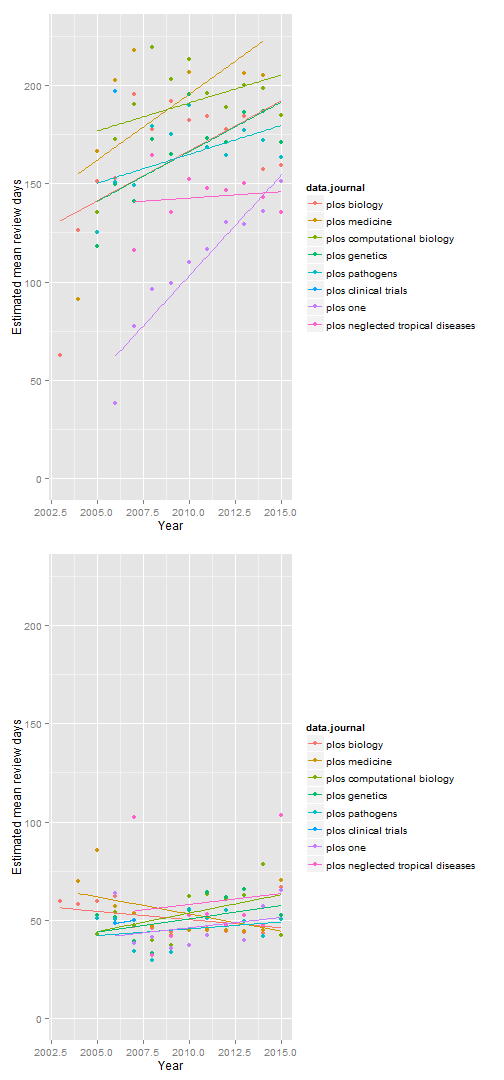 Estimated mean review days
200
150
100
50
0
2002.5 2005.0 2007.5 2010.0 2012.5 2015.0
Year
data.journal
plos biology
plos medicine
plos computational biology
plos genetics
plos pathogens
plos clinical trials
plos one
plos neglected tropical diseases
Estimated mean review days
200
150
100
50
0
2002.5 2005.0 2007.5 2010.0 2012.5 2015.0
Year
data.journal
plos biology
plos medicine
plos computational biology
plos genetics
plos pathogens
plos clinical trials
plos one
plos neglected tropical diseases